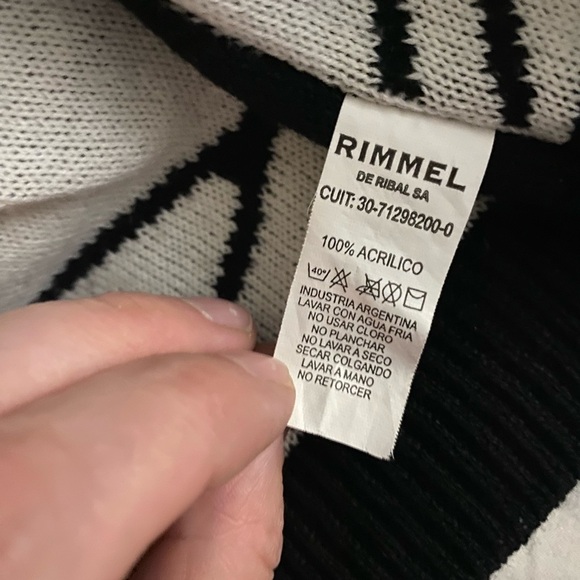 RIMMEL
DE RIBAL SA
CUIT: 30-71298200-0
100% ACRILICO
40°
INDUSTRIA ARGENTINA
LAVAR CON AGUA FRIA
NO USAR CLORO
NO PLANCHAR
NO LAVAR A SECO
SECAR COLGANDO
LAVAR A MANO
NO RETORCER